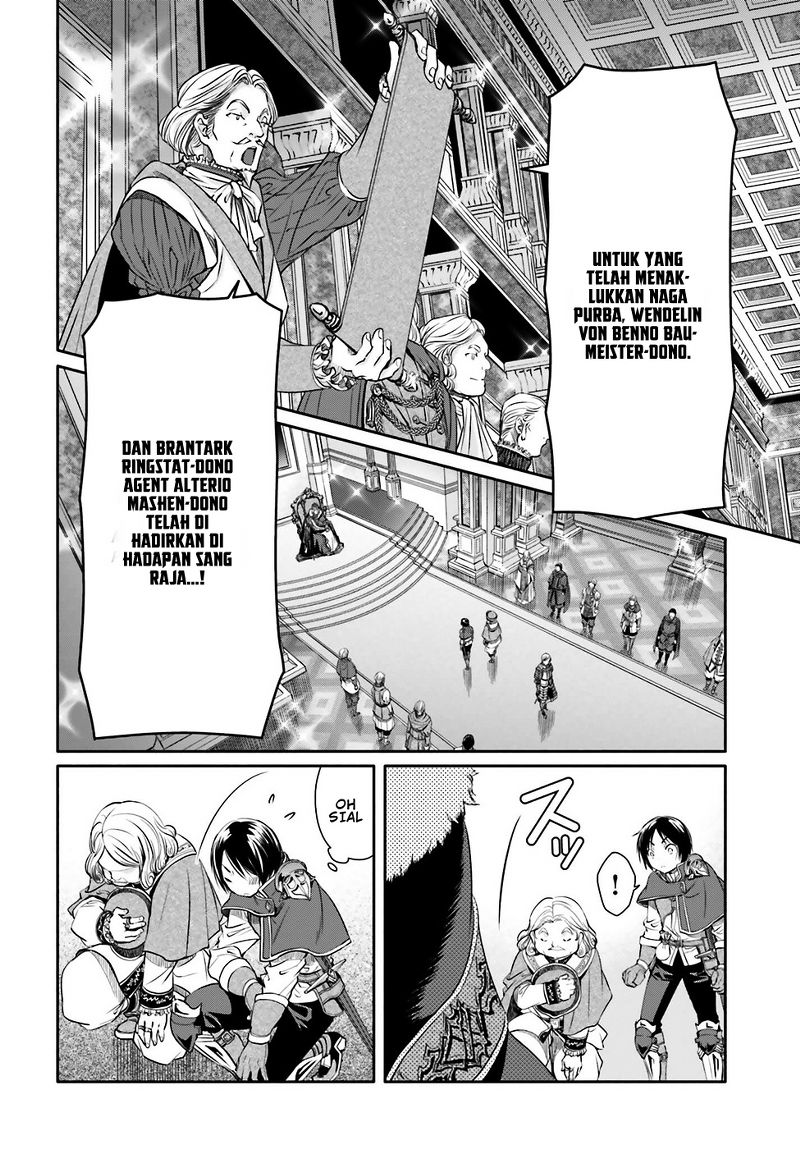 UNTUK YANG
TELAH MENAK-
LUKKAN NAGA
PURBA, WENDELIN
VON BENNO BAU-
MEISTER-DONO.
DAN BRANTARK
RINGSTAT-DONO
AGENT ALTERIO
MASHEN-DONO
TELAH DI
HADIRKAN DI
HADAPAN SANG
RAJA...!
!
スッ
OH
SIAL